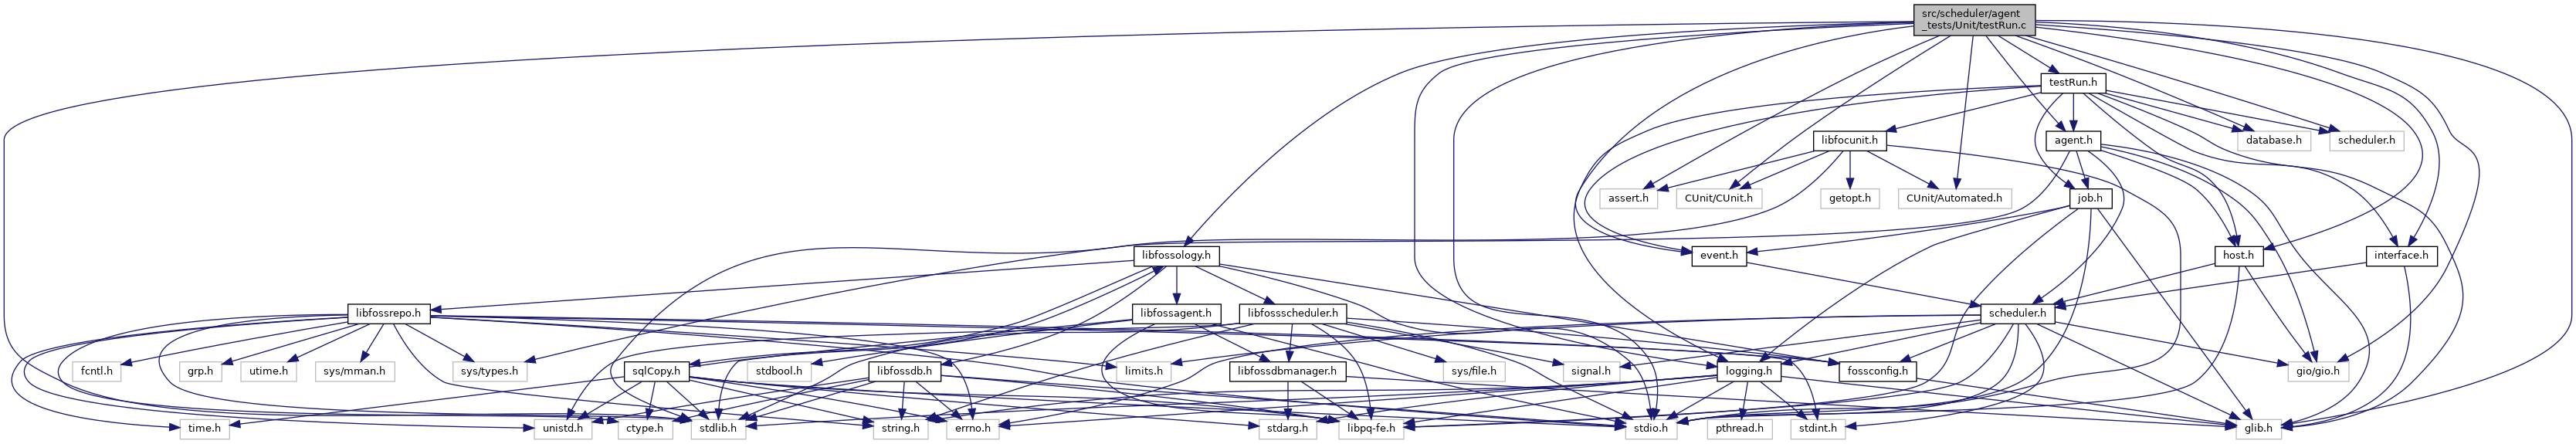 src/scheduler/agent
_tests/Unit/testRun.c
testRun.h
libfocunit.h
agent.h
database.h
scheduler.h
assert.h
CUnit/CUnit.h
getopt.h
CUnit/Automated.h
job.h
libfossology.h
event.h
host.h
interface.h
libfossrepo.h
libfossagent.h
libfossscheduler.h
scheduler.h
fcntl.h
grp.h
utime.h
sys/mman.h
sys/types.h
sqlCopy.h
stdbool.h
libfossdb.h
limits.h
libfossdbmanager.h
sys/file.h
signal.h
logging.h
fossconfig.h
gio/gio.h
time.h
unistd.h
ctype.h
stdlib.h
string.h
errno.h
stdarg.h
libpq-fe.h
stdio.h
pthread.h
stdint.h
glib.h